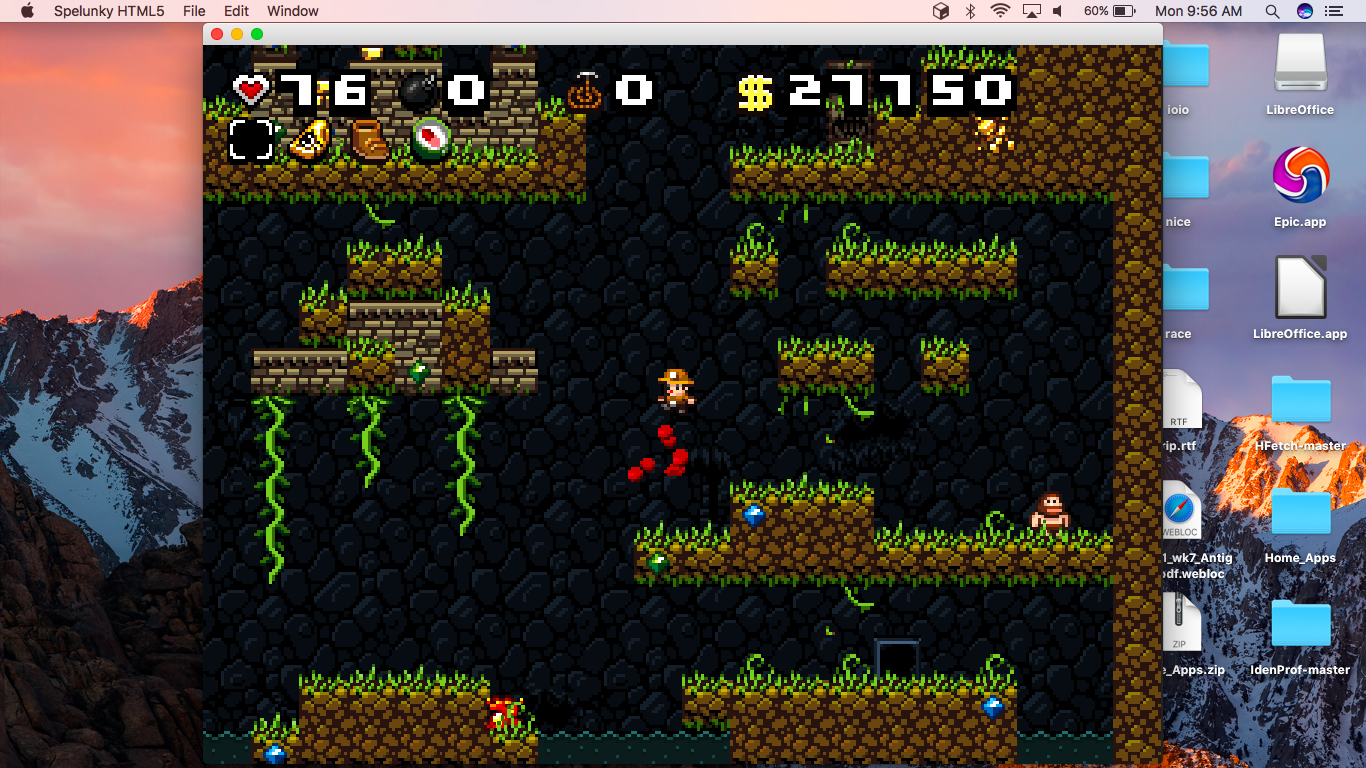 Spelunky HTML5 File Edit Window 60% Mon 9:56 AM
76 0 0 $ 27750
ioio LibreOffice
nice Epic.app
race LibreOffice.app
RTF
rip.rtf HFetch-master
WEBLOC
1_wk7_Antig
pdf.webloc Home_Apps
ZIP
e_Apps.zip IdenProf-master